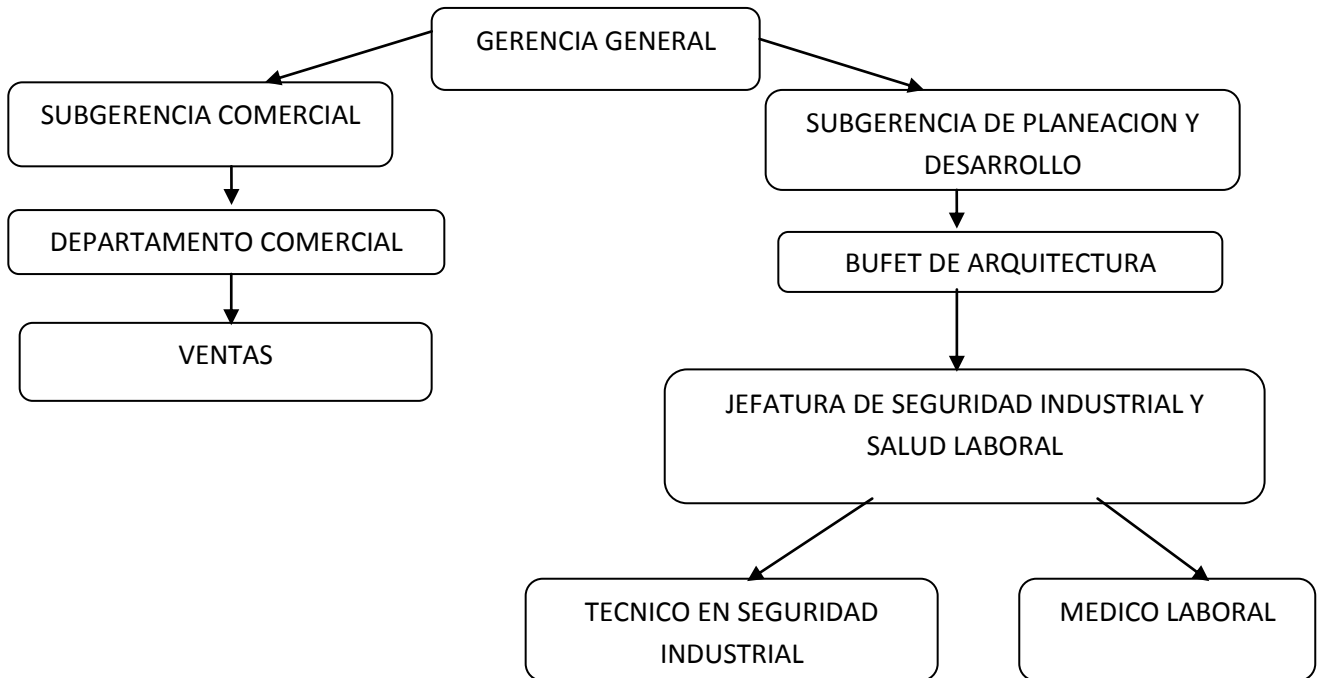 GERENCIA GENERAL
SUBGERENCIA COMERCIAL
SUBGERENCIA DE PLANEACION Y
DESARROLLO
DEPARTAMENTO COMERCIAL
BUFET DE ARQUITECTURA
VENTAS
JEFATURA DE SEGURIDAD INDUSTRIAL Y
SALUD LABORAL
TECNICO EN SEGURIDAD
INDUSTRIAL
MEDICO LABORAL